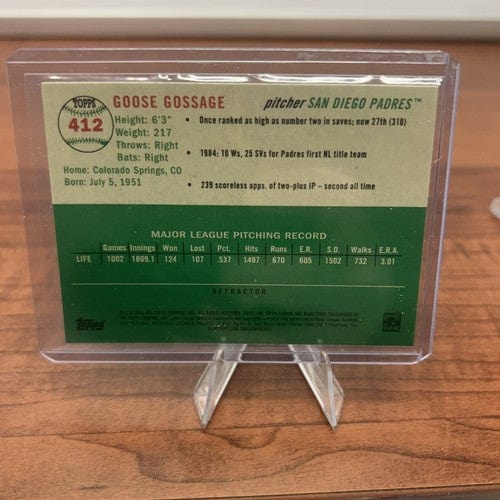 TOPPS
412
GOOSE GOSSAGE
pitcher SAN DIEGO PADRES™
Height: 6'3"
Weight: 217
Throws: Right
Bats: Right
Home: Colorado Springs, CO
Born: July 5, 1951
• Once ranked as high as number two in saves; now 27th (310)
• 1984: 10 Ws, 25 SVs for Padres first NL title team
• 239 scoreless apps. of two-plus IP – second all time
MAJOR LEAGUE PITCHING RECORD
Games Innings Won Lost Pct. Hits Runs E.R. S.O. Walks E.R.A.
LIFE 1002 1809.1 124 107 .537 1497 670 605 1502 732 3.01
REFRACTOR
Topps